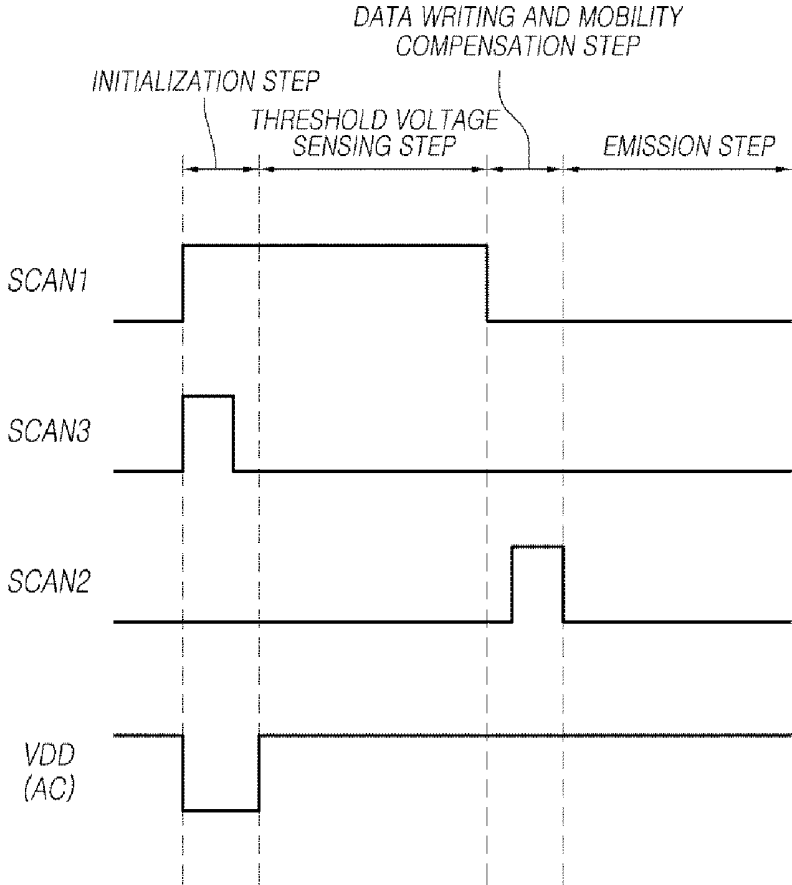 DATA WRITING AND MOBILITY
COMPENSATION STEP
INITIALIZATION STEP
THRESHOLD VOLTAGE
SENSING STEP
EMISSION STEP
SCAN1
SCAN3
SCAN2
VDD
(AC)